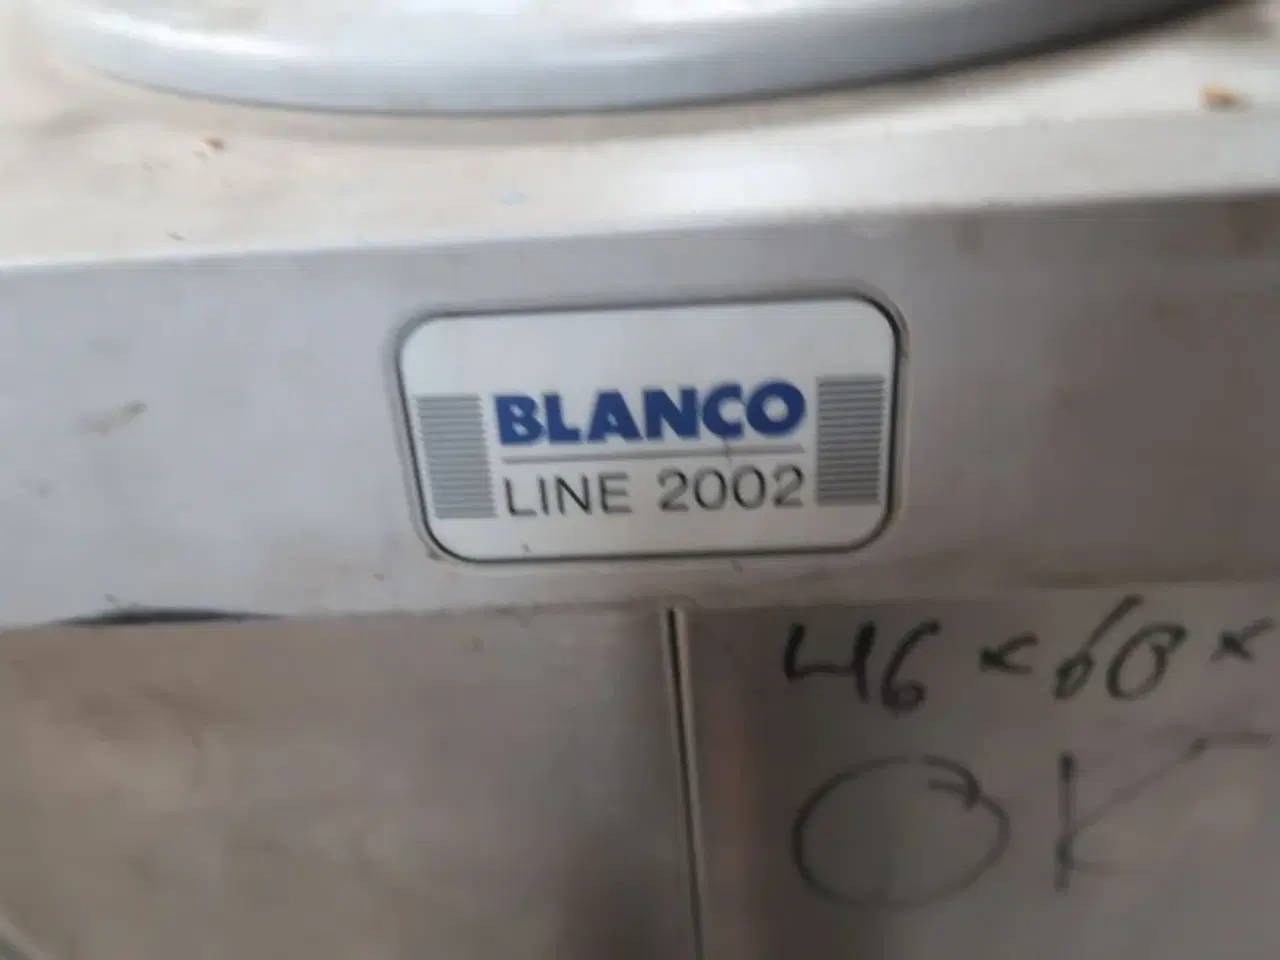 BLANCO
LINE 2002
46 × 60 ×
OK